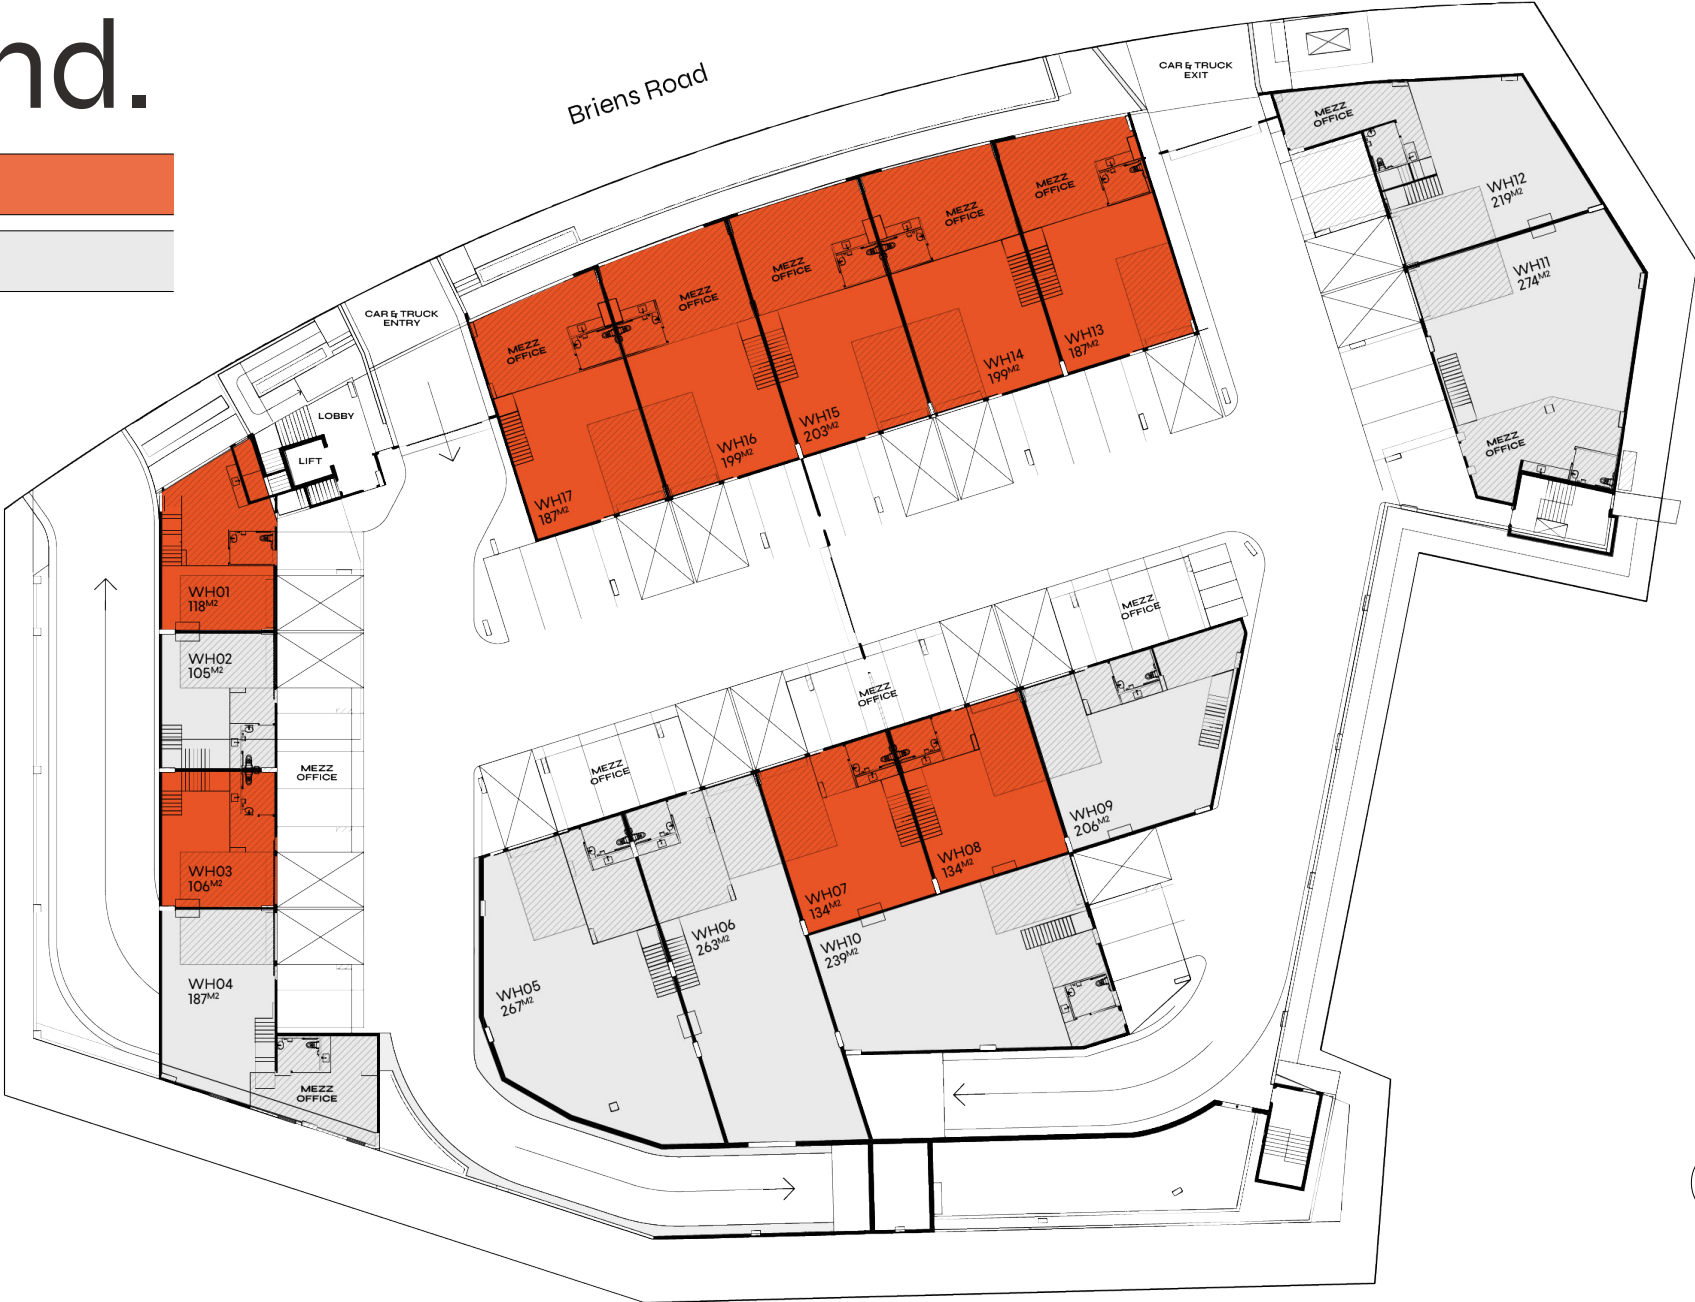 nd.
Briens Road
CAR & TRUCK
EXIT
MEZZ
OFFICE
WH12
219M2
WH11
274M2
MEZZ
OFFICE
MEZZ
OFFICE
MEZZ
OFFICE
MEZZ
OFFICE
MEZZ
OFFICE
MEZZ
OFFICE
WH13
187M2
WH14
199M2
WH15
203M2
WH16
199M2
WH17
187M2
CAR & TRUCK
ENTRY
LOBBY
LIFT
WH01
118M2
WH02
105M2
MEZZ
OFFICE
WH03
106M2
WH04
187M2
MEZZ
OFFICE
MEZZ
OFFICE
MEZZ
OFFICE
MEZZ
OFFICE
WH09
206M2
WH08
134M2
WH07
134M2
WH06
263M2
WH10
239M2
WH05
267M2